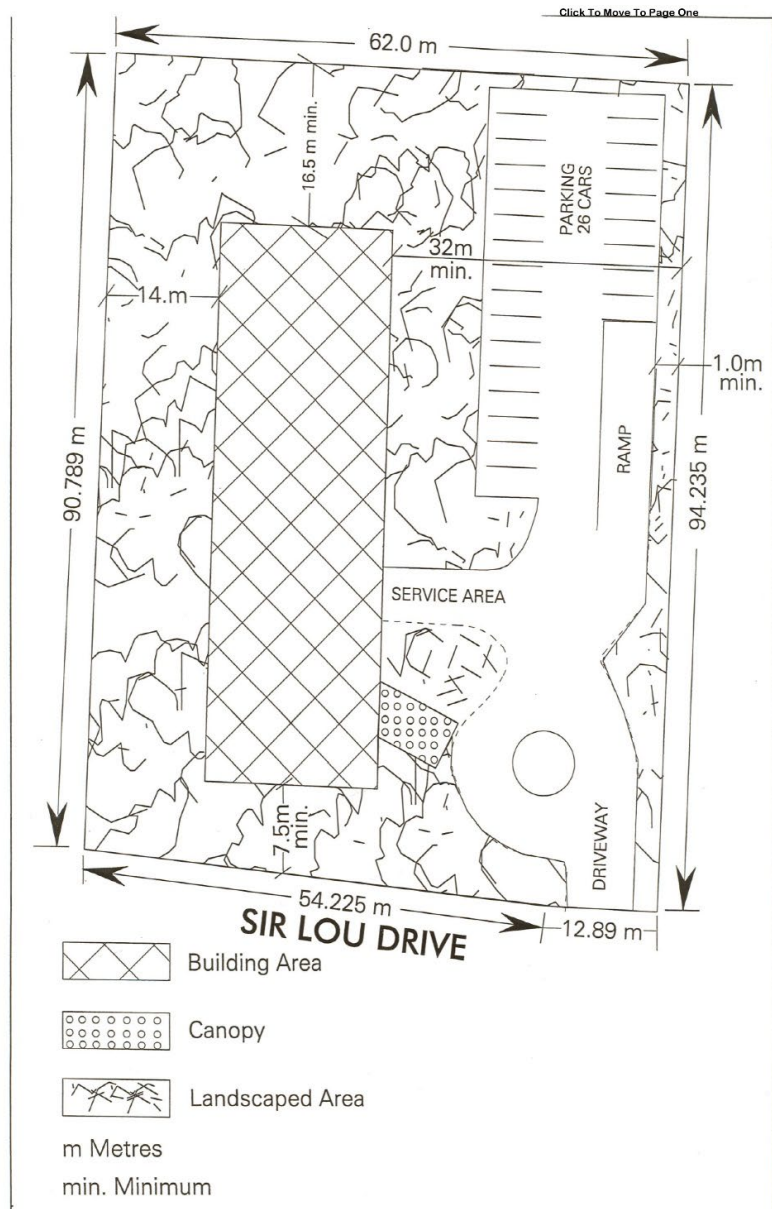 Click To Move To Page One
62.0 m
16.5 m min.
PARKING
26 CARS
32m
min.
14.m
1.0m
min.
RAMP
90.789 m
94.235 m
SERVICE AREA
7.5m
min.
DRIVEWAY
54.225 m
12.89 m
SIR LOU DRIVE
Building Area
Canopy
Landscaped Area
m Metres
min. Minimum